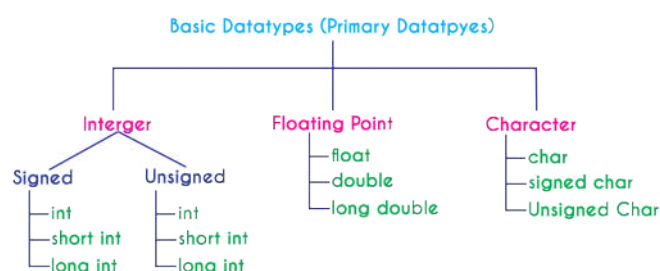 Basic Datatypes (Primary Datatpyes)
Interger Floating Point Character
float char
Signed Unsigned double signed char
long double Unsigned Char
int int
short int short int
long int long int